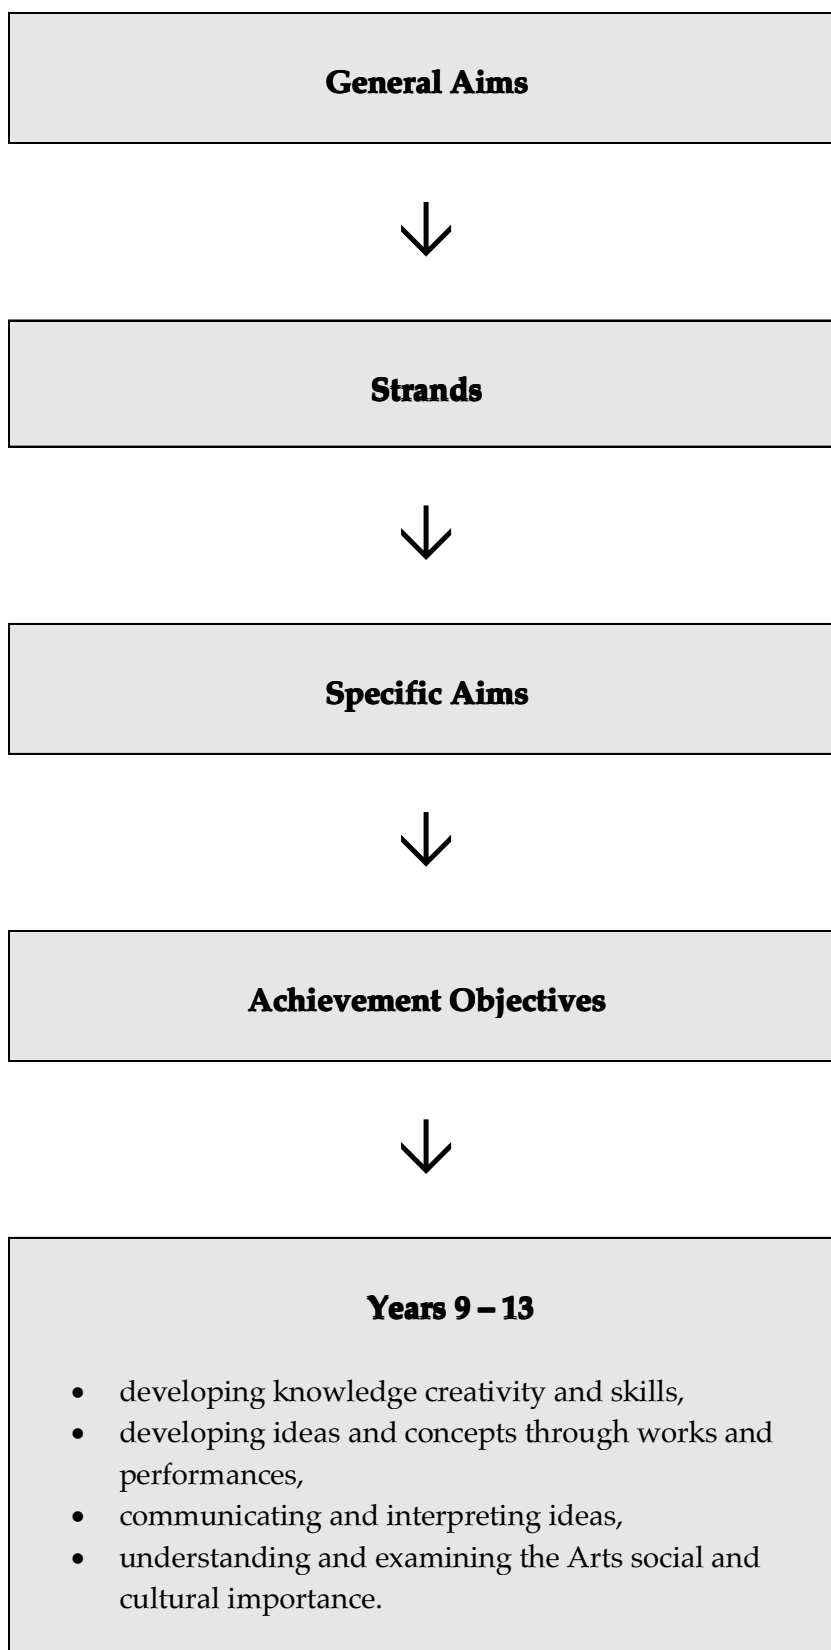 General Aims
Strands
Specific Aims
Achievement Objectives
Years 9 – 13
• developing knowledge creativity and skills,
• developing ideas and concepts through works and
performances,
• communicating and interpreting ideas,
• understanding and examining the Arts social and
cultural importance.